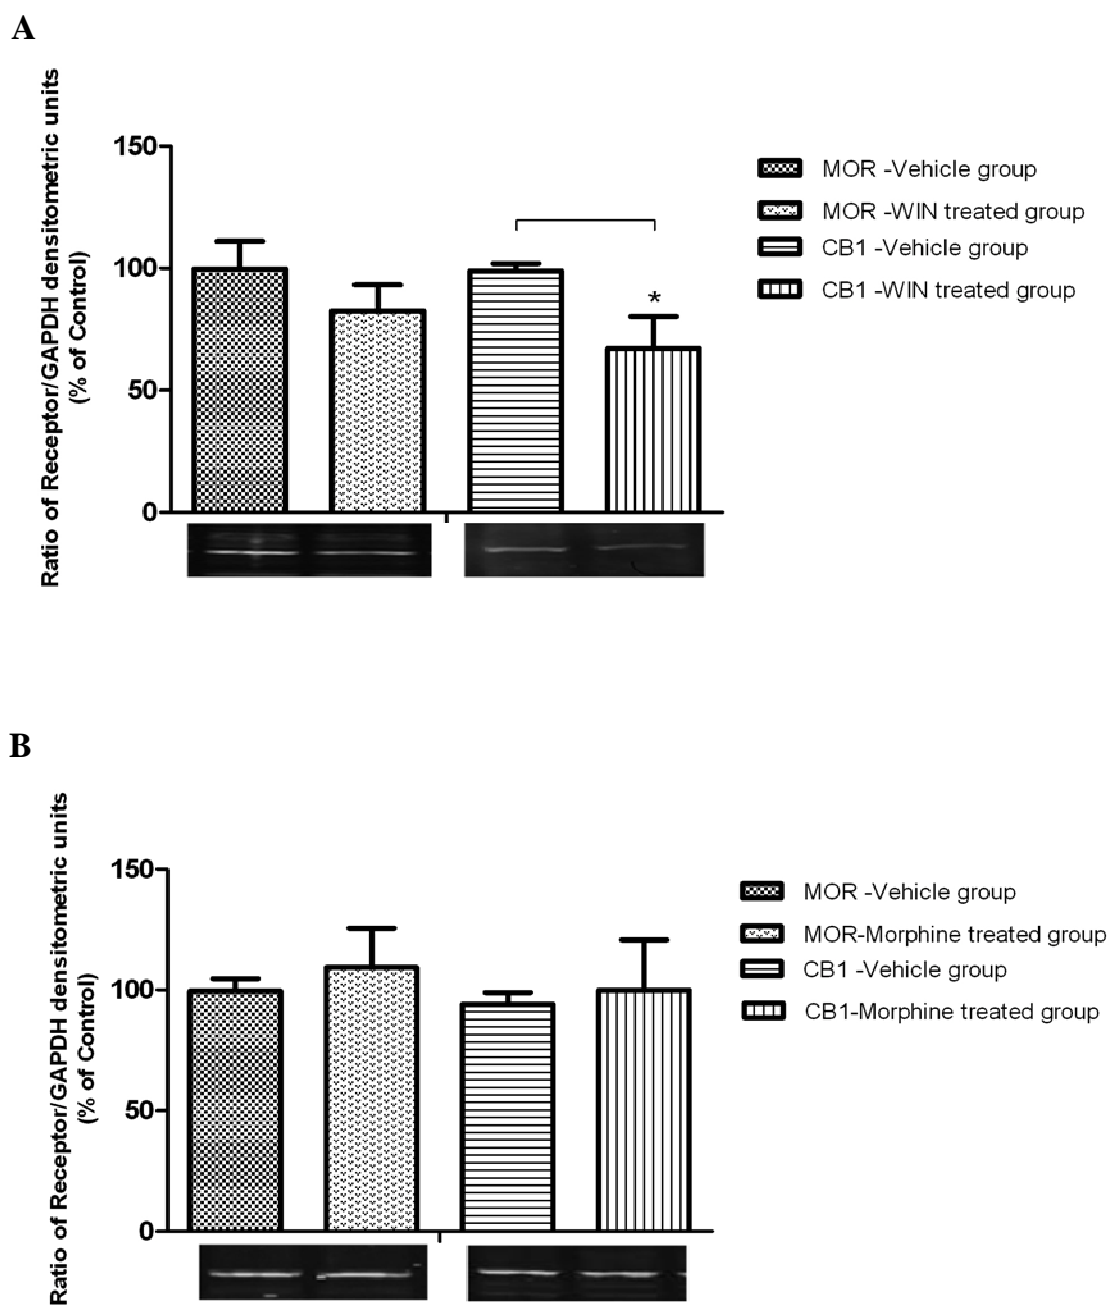 A
Ratio of Receptor/GAPDH densitometric units
(% of Control)
150
100
50
0
*
MOR -Vehicle group
MOR -WIN treated group
CB1 -Vehicle group
CB1 -WIN treated group
B
Ratio of Receptor/GAPDH densitometric units
(% of Control)
150
100
50
0
MOR -Vehicle group
MOR-Morphine treated group
CB1 -Vehicle group
CB1-Morphine treated group